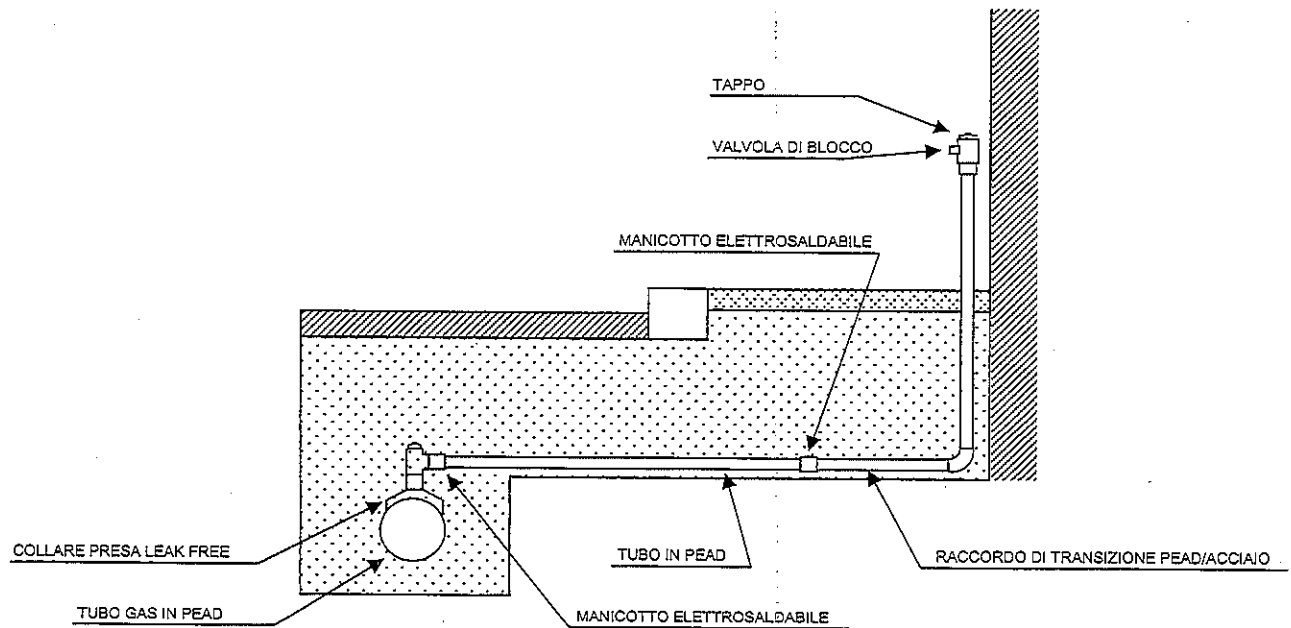 TAPPO
VALVOLA DI BLOCCO
MANICOTTO ELETTROSALDABILE
COLLARE PRESA LEAK FREE
TUBO IN PEAD
RACCORDO DI TRANSIZIONE PEAD/ACCIAIO
TUBO GAS IN PEAD
MANICOTTO ELETTROSALDABILE